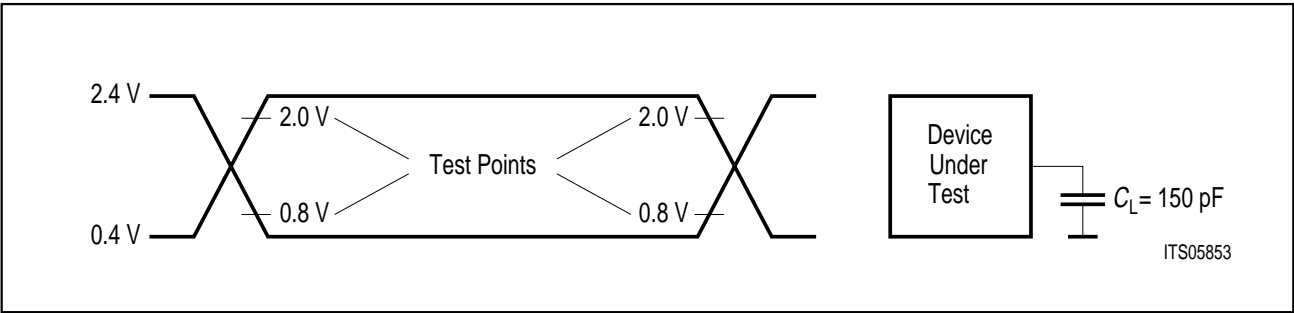 2.4 V
2.0 V
2.0 V
Test Points
0.8 V
0.8 V
0.4 V
Device
Under
Test
CL= 150 pF
ITS05853